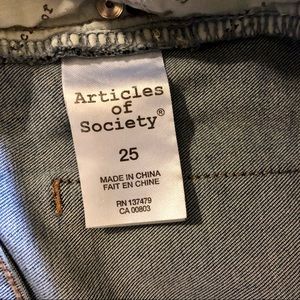 Articles
of
Society®
25
MADE IN CHINA
FAIT EN CHINE
RN 137479
CA 00803